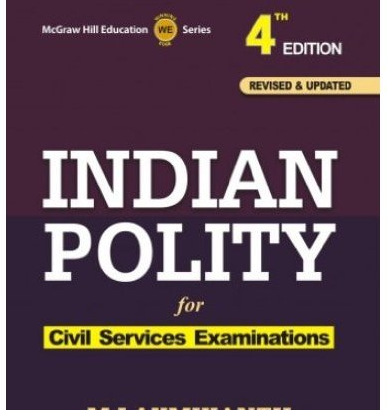 McGraw Hill Education WE Series
4TH EDITION
REVISED & UPDATED
INDIAN
POLITY
for
Civil Services Examinations